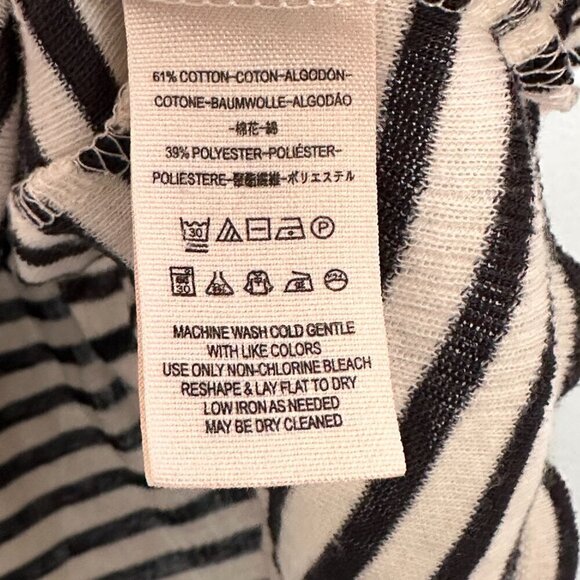 61% COTTON-COTON-ALGODÓN-
COTONE-BAUMWOLLE-ALGODÃO
-棉花-綿
39% POLYESTER-POLIÉSTER-
POLIESTERE-聚酯纖維-ポリエステル
30 P
30
MACHINE WASH COLD GENTLE
WITH LIKE COLORS
USE ONLY NON-CHLORINE BLEACH
RESHAPE & LAY FLAT TO DRY
LOW IRON AS NEEDED
MAY BE DRY CLEANED